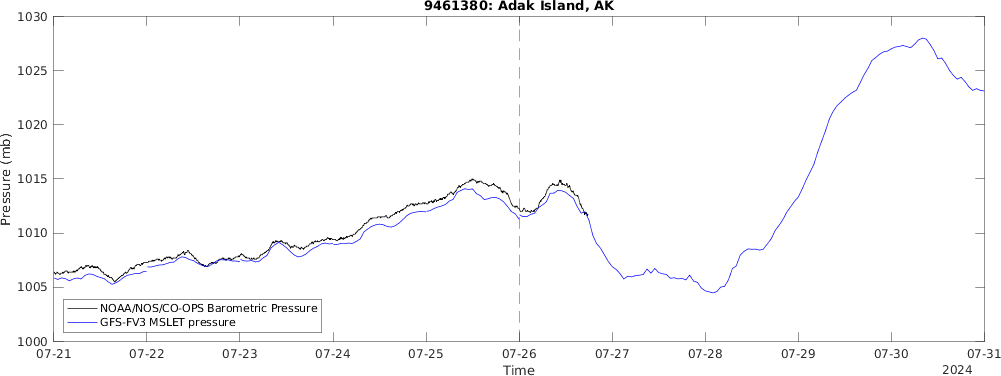 9461380: Adak Island, AK
Pressure (mb)
1030
1025
1020
1015
1010
1005
1000
NOAA/NOS/CO-OPS Barometric Pressure
GFS-FV3 MSLET pressure
07-21 07-22 07-23 07-24 07-25 07-26 07-27 07-28 07-29 07-30 07-31
Time
2024